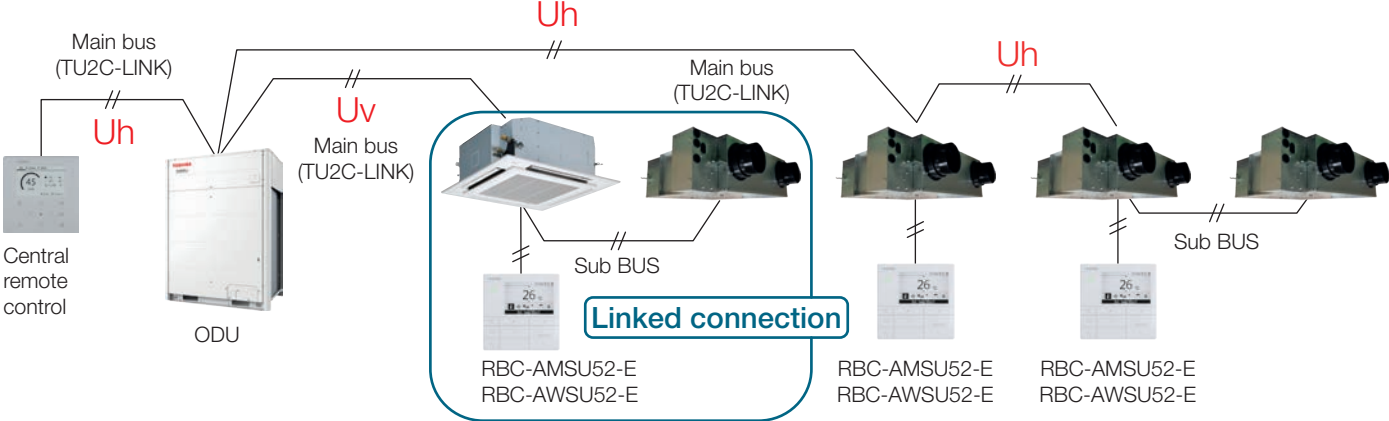 Uh
Main bus
(TU2C-LINK)
Uh
Uv
Main bus
(TU2C-LINK)
Main bus
(TU2C-LINK)
Uh
TOSHIBA
45
Central
remote
control
ODU
Sub BUS
Sub BUS
26
26
26
Linked connection
RBC-AMSU52-E
RBC-AWSU52-E
RBC-AMSU52-E
RBC-AWSU52-E
RBC-AMSU52-E
RBC-AWSU52-E